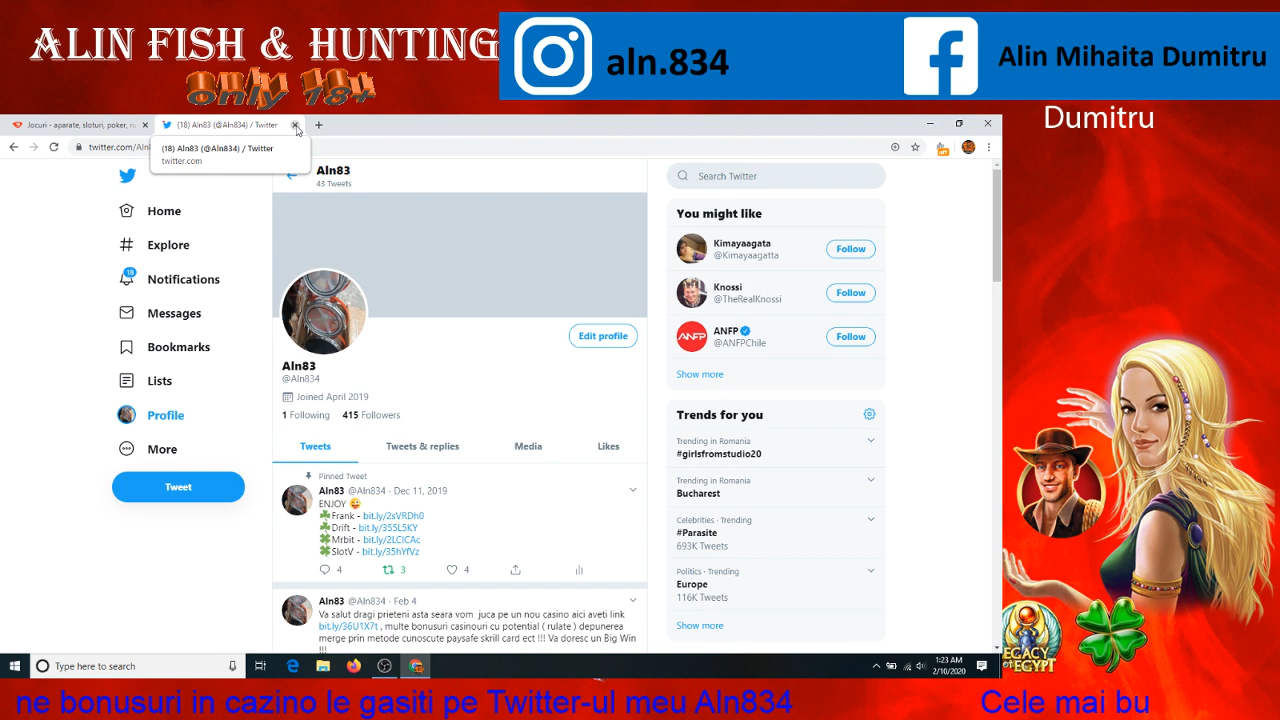 ALIN FISH & HUNTING
only 18+
aln.834
Alin Mihaita Dumitru
Dumitru
Jocuri - aparate, sloturi, poker, ru
(18) Aln83 (@Aln834) / Twitter
twitter.com/Aln
(18) Aln83 (@Aln834) / Twitter
twitter.com
Home
Explore
18
Notifications
Messages
Bookmarks
Lists
Profile
More
Tweet
Aln83
43 Tweets
Edit profile
Aln83
@Aln834
Joined April 2019
1 Following 415 Followers
Tweets Tweets & replies Media Likes
Pinned Tweet
Aln83 @Aln834 · Dec 11, 2019
ENJOY 😜
🍀Frank - bit.ly/2sVRDh0
🍀Drift - bit.ly/355L5KY
🍀Mrbit - bit.ly/2LCICAc
🍀SlotV - bit.ly/35hYfVz
4 3 4
Aln83 @Aln834 · Feb 4
Va salut dragi prieteni asta seara vom juca pe un nou casino aici aveti link
bit.ly/36U1X7t , multe bonusuri casinouri cu potential ( rulate ) depunerea
merge prin metode cunoscute paysafe skrill card ect !!! Va doresc un Big Win
!!!
Search Twitter
You might like
Kimayaagata
@Kimayaagatta
Follow
Knossi
@TheRealKnossi
Follow
ANFP
ANFP
@ANFPChile
Follow
Show more
Trends for you
Trending in Romania
#girlsfromstudio20
Trending in Romania
Bucharest
Celebrities · Trending
#Parasite
693K Tweets
Politics · Trending
Europe
116K Tweets
Show more
LEGACY
OF EGYPT
Type here to search
1:23 AM
2/10/2020
ne bonusuri in cazino le gasiti pe Twitter-ul meu Aln834 Cele mai bu